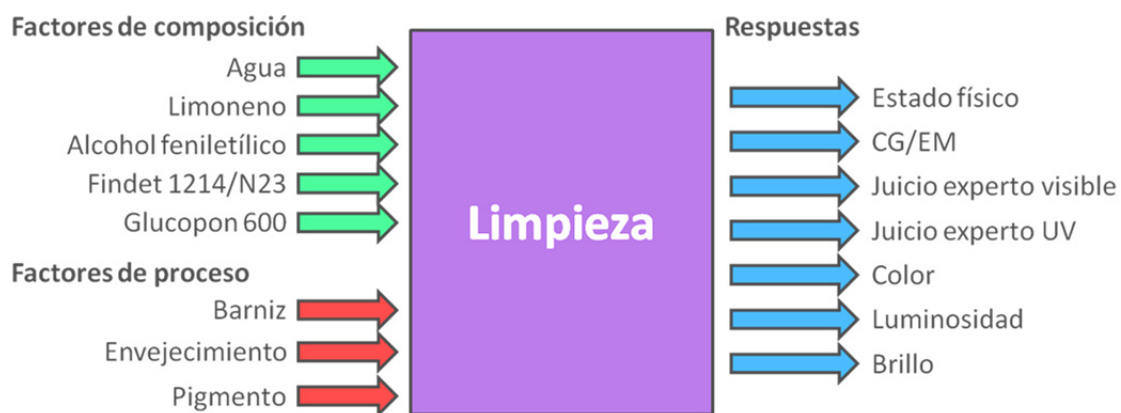 Factores de composición
Agua
Limoneno
Alcohol feniletílico
Findet 1214/N23
Glucopon 600
Factores de proceso
Barniz
Envejecimiento
Pigmento
Limpieza
Respuestas
Estado físico
CG/EM
Juicio experto visible
Juicio experto UV
Color
Luminosidad
Brillo